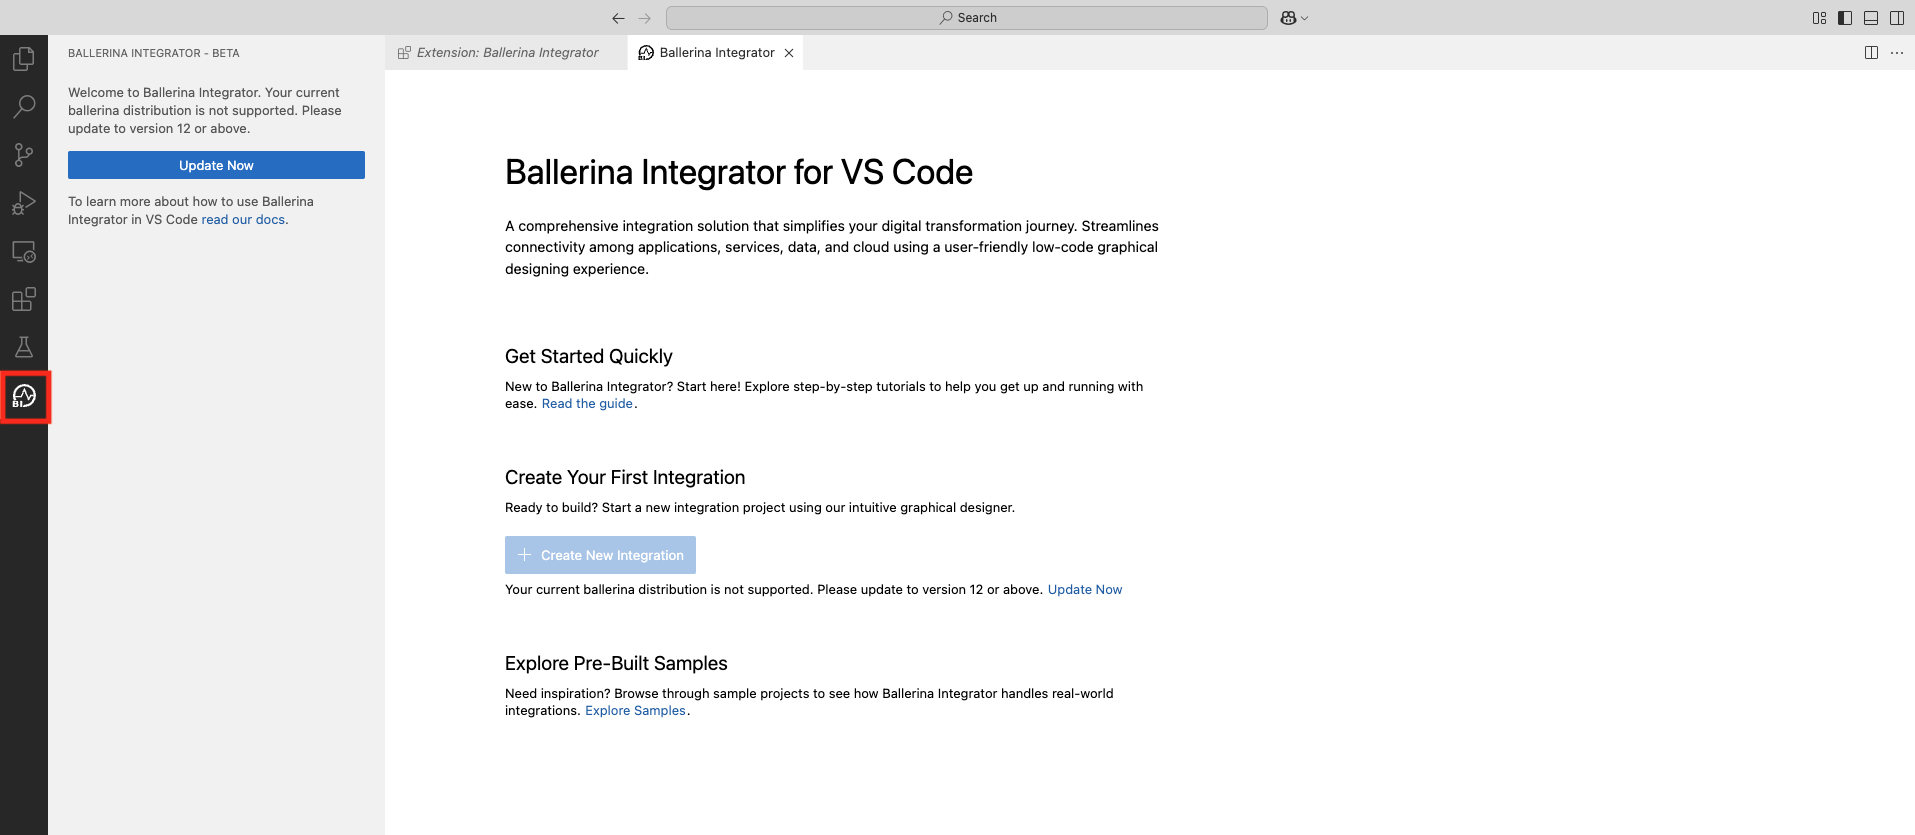 Search
BALLERINA INTEGRATOR - BETA
Extension: Ballerina Integrator
Ballerina Integrator
Welcome to Ballerina Integrator. Your current
ballerina distribution is not supported. Please
update to version 12 or above.
Update Now
To learn more about how to use Ballerina
Integrator in VS Code read our docs.
BI
Ballerina Integrator for VS Code
A comprehensive integration solution that simplifies your digital transformation journey. Streamlines
connectivity among applications, services, data, and cloud using a user-friendly low-code graphical
designing experience.
Get Started Quickly
New to Ballerina Integrator? Start here! Explore step-by-step tutorials to help you get up and running with
ease. Read the guide.
Create Your First Integration
Ready to build? Start a new integration project using our intuitive graphical designer.
Create New Integration
Your current ballerina distribution is not supported. Please update to version 12 or above. Update Now
Explore Pre-Built Samples
Need inspiration? Browse through sample projects to see how Ballerina Integrator handles real-world
integrations. Explore Samples.